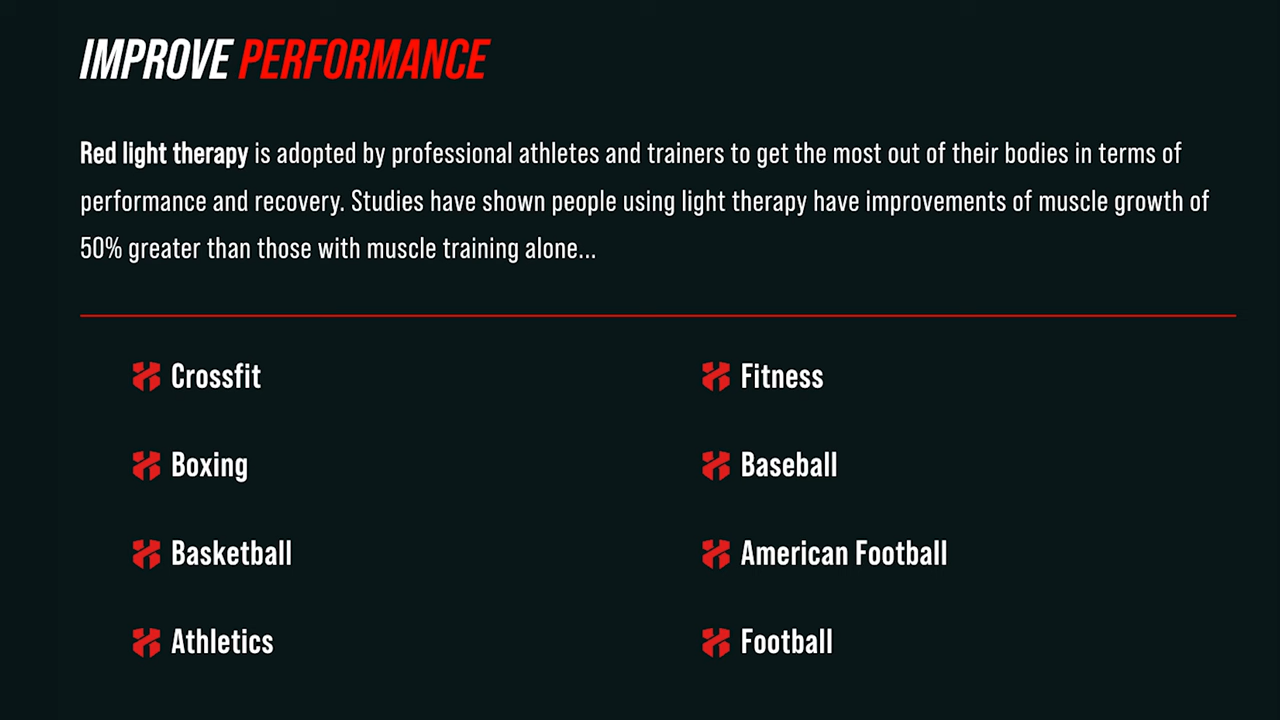 IMPROVE PERFORMANCE
Red light therapy is adopted by professional athletes and trainers to get the most out of their bodies in terms of
performance and recovery. Studies have shown people using light therapy have improvements of muscle growth of
50% greater than those with muscle training alone...
Crossfit
Fitness
Boxing
Baseball
Basketball
American Football
Athletics
Football